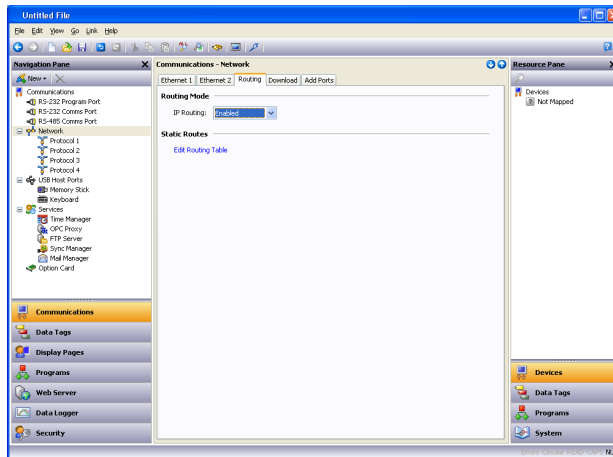 Untitled File
File Edit View Go Link Help
Navigation Pane
Communications - Network
Resource Pane
New
Ethernet 1 Ethernet 2 Routing Download Add Ports
Communications
RS-232 Program Port
RS-232 Comms Port
RS-485 Comms Port
Network
Protocol 1
Protocol 2
Protocol 3
Protocol 4
USB Host Ports
Memory Stick
Keyboard
Services
Time Manager
OPC Proxy
FTP Server
Sync Manager
Mail Manager
Option Card
Routing Mode
IP Routing: Enabled
Static Routes
Edit Routing Table
Devices
Not Mapped
Communications
Data Tags
Display Pages
Programs
Web Server
Data Logger
Security
Devices
Data Tags
Programs
System
Errors Circular READ CAPS